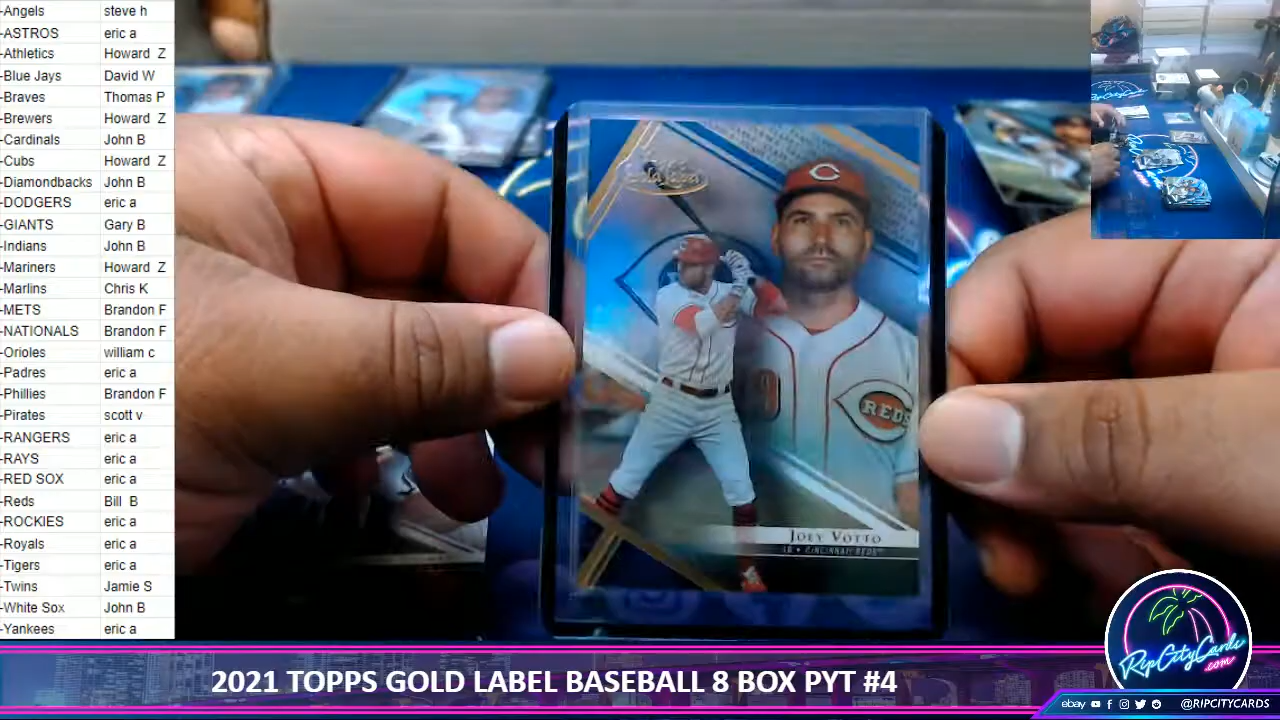 -Angels steve h
-ASTROS eric a
-Athletics Howard Z
-Blue Jays David W
-Braves Thomas P
-Brewers Howard Z
-Cardinals John B
-Cubs Howard Z
-Diamondbacks John B
-DODGERS eric a
-GIANTS Gary B
-Indians John B
-Mariners Howard Z
-Marlins Chris K
-METS Brandon F
-NATIONALS Brandon F
-Orioles william c
-Padres eric a
-Phillies Brandon F
-Pirates scott v
-RANGERS eric a
-RAYS eric a
-RED SOX eric a
-Reds Bill B
-ROCKIES eric a
-Royals eric a
-Tigers eric a
-Twins Jamie S
-White Sox John B
-Yankees eric a
C
REDS
JOEY VOTTO
1B • CINCINNATI REDS™
2021 TOPPS GOLD LABEL BASEBALL 8 BOX PYT #4
RipCityCards
.com
ebay @RIPCITYCARDS